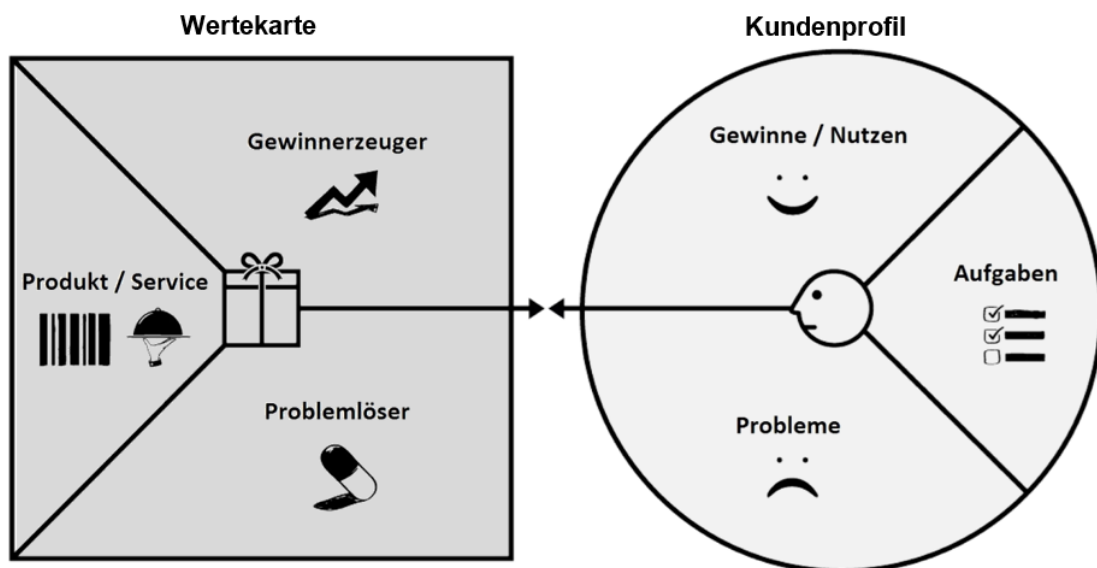 Wertekarte
Kundenprofil
Gewinnerzeuger
Produkt / Service
Problemlöser
Gewinne / Nutzen
Aufgaben
Probleme